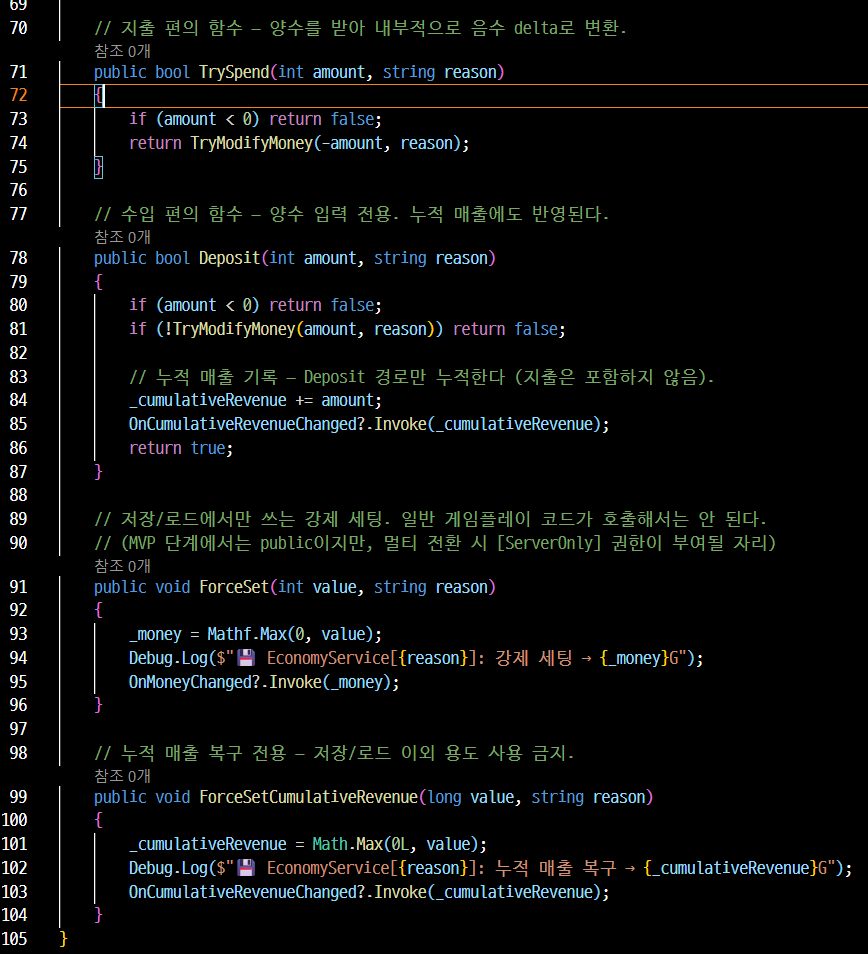 69
70 // 지출 편의 함수 — 양수를 받아 내부적으로 음수 delta로 변환.
참조 0개
71 public bool TrySpend(int amount, string reason)
72 {
73 if (amount < 0) return false;
74 return TryModifyMoney(-amount, reason);
75 }
76
77 // 수입 편의 함수 — 양수 입력 전용. 누적 매출에도 반영된다.
참조 0개
78 public bool Deposit(int amount, string reason)
79 {
80 if (amount < 0) return false;
81 if (!TryModifyMoney(amount, reason)) return false;
82
83 // 누적 매출 기록 — Deposit 경로만 누적한다 (지출은 포함하지 않음).
84 _cumulativeRevenue += amount;
85 OnCumulativeRevenueChanged?.Invoke(_cumulativeRevenue);
86 return true;
87 }
88
89 // 저장/로드에서만 쓰는 강제 세팅. 일반 게임플레이 코드가 호출해서는 안 된다.
90 // (MVP 단계에서는 public이지만, 멀티 전환 시 [ServerOnly] 권한이 부여될 자리)
참조 0개
91 public void ForceSet(int value, string reason)
92 {
93 _money = Mathf.Max(0, value);
94 Debug.Log($"💾 EconomyService[{reason}]: 강제 세팅 → {_money}G");
95 OnMoneyChanged?.Invoke(_money);
96 }
97
98 // 누적 매출 복구 전용 — 저장/로드 이외 용도 사용 금지.
참조 0개
99 public void ForceSetCumulativeRevenue(long value, string reason)
100 {
101 _cumulativeRevenue = Math.Max(0L, value);
102 Debug.Log($"💾 EconomyService[{reason}]: 누적 매출 복구 → {_cumulativeRevenue}G");
103 OnCumulativeRevenueChanged?.Invoke(_cumulativeRevenue);
104 }
105 }